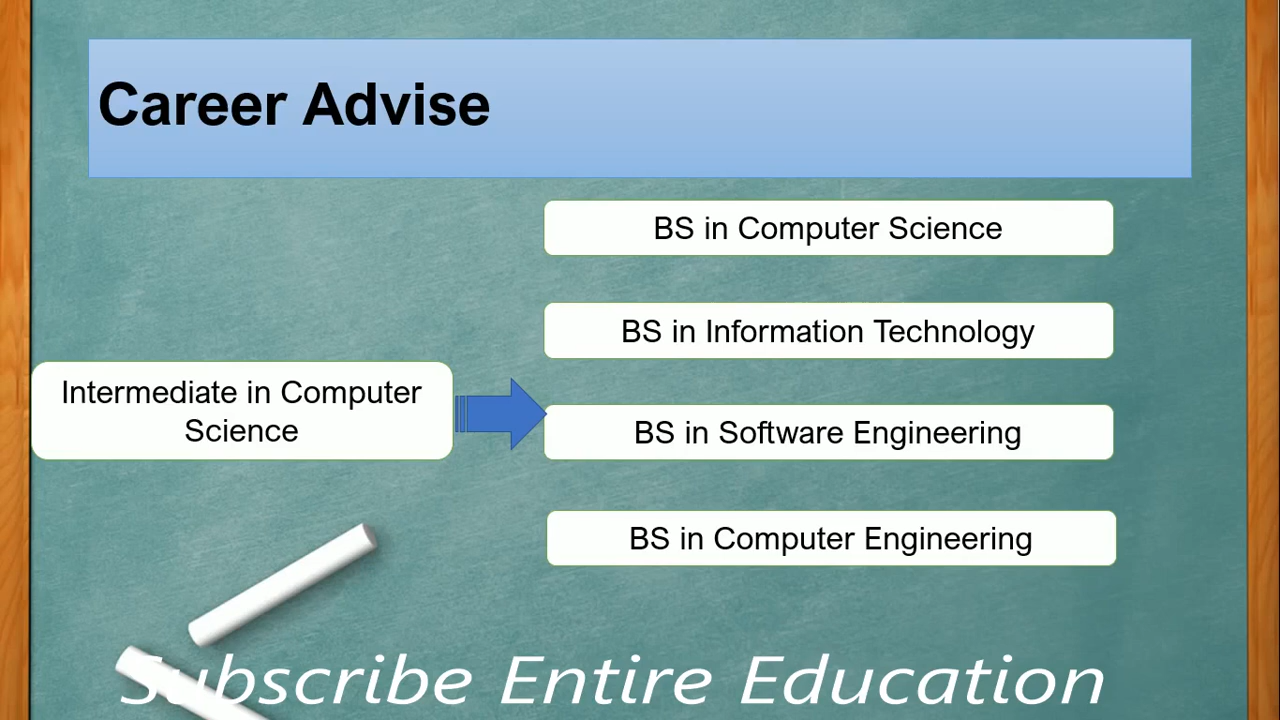 Career Advise
BS in Computer Science
BS in Information Technology
Intermediate in Computer
Science
BS in Software Engineering
BS in Computer Engineering
Subscribe Entire Education